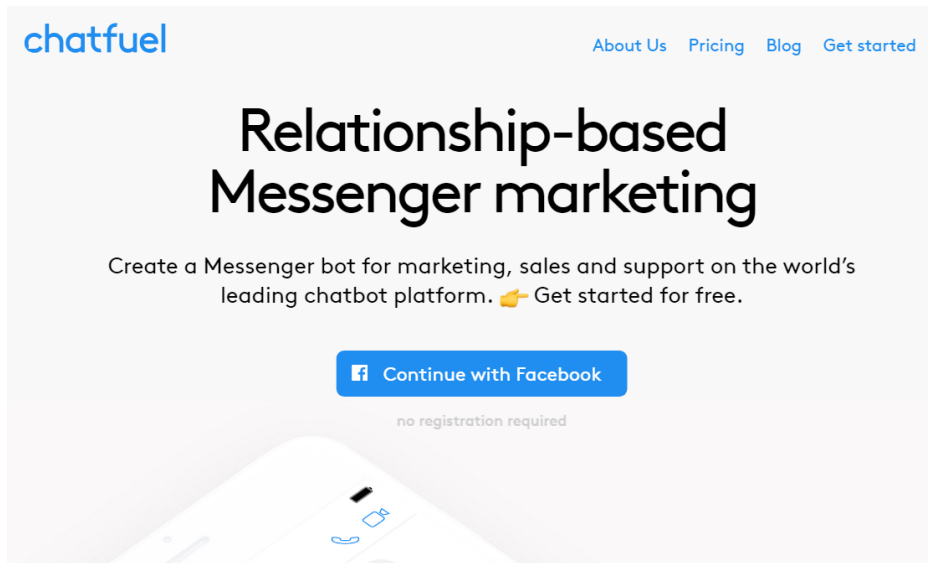 chatfuel
About Us Pricing Blog Get started
Relationship-based
Messenger marketing
Create a Messenger bot for marketing, sales and support on the world’s
leading chatbot platform. 👉 Get started for free.
Continue with Facebook
no registration required